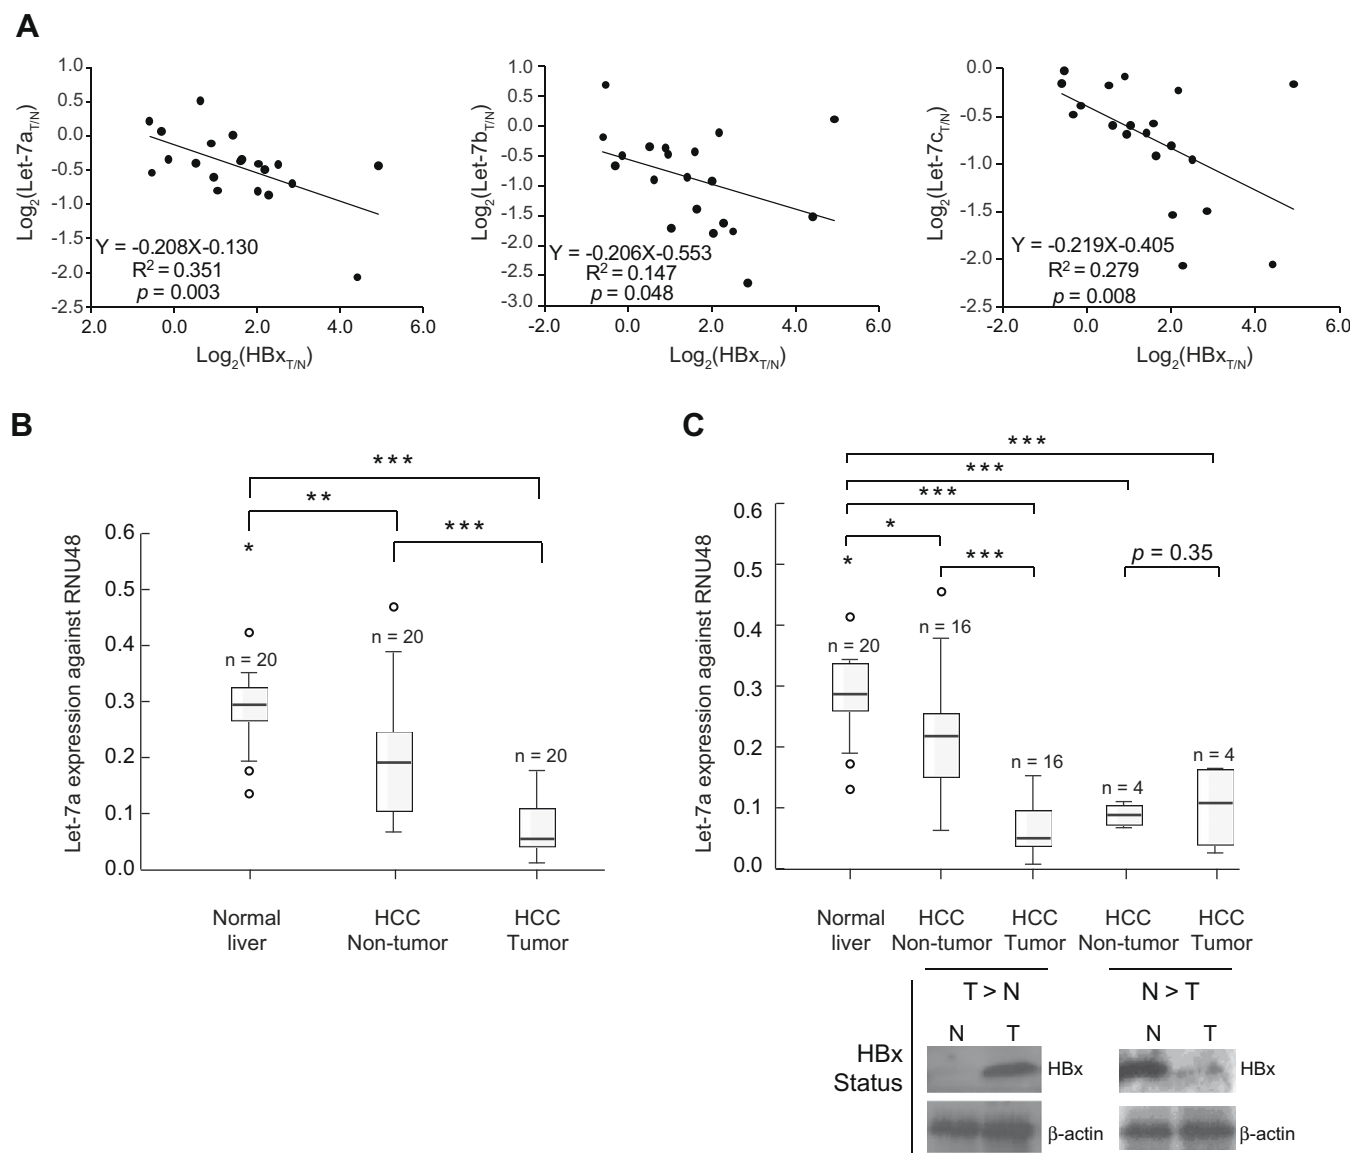 A
Log2(Let-7aT/N)
1.0
0.5
0.0
-0.5
-1.0
-1.5
-2.0
-2.5
Y = -0.208X-0.130
R2 = 0.351
p = 0.003
2.0 0.0 2.0 4.0 6.0
Log2(HBxT/N)
Log2(Let-7bT/N)
1.0
0.5
0.0
-0.5
-1.0
-1.5
-2.0
-2.5
-3.0
Y = -0.206X-0.553
R2 = 0.147
p = 0.048
-2.0 0.0 2.0 4.0 6.0
Log2(HBxT/N)
Log2(Let-7cT/N)
0.0
-0.5
-1.0
-1.5
-2.0
-2.5
Y = -0.219X-0.405
R2 = 0.279
p = 0.008
-2.0 0.0 2.0 4.0 6.0
Log2(HBxT/N)
B
Let-7a expression against RNU48
0.6
0.5
0.4
0.3
0.2
0.1
0.0
***
**
***
*
n = 20
n = 20
n = 20
Normal liver
HCC Non-tumor
HCC Tumor
C
Let-7a expression against RNU48
0.6
0.5
0.4
0.3
0.2
0.1
0.0
***
***
***
*
***
p = 0.35
*
n = 20
n = 16
n = 16
n = 4
n = 4
Normal liver
HCC Non-tumor
HCC Tumor
HCC Non-tumor
HCC Tumor
T > N
N > T
HBx Status
N T
HBx
β-actin
N T
HBx
β-actin